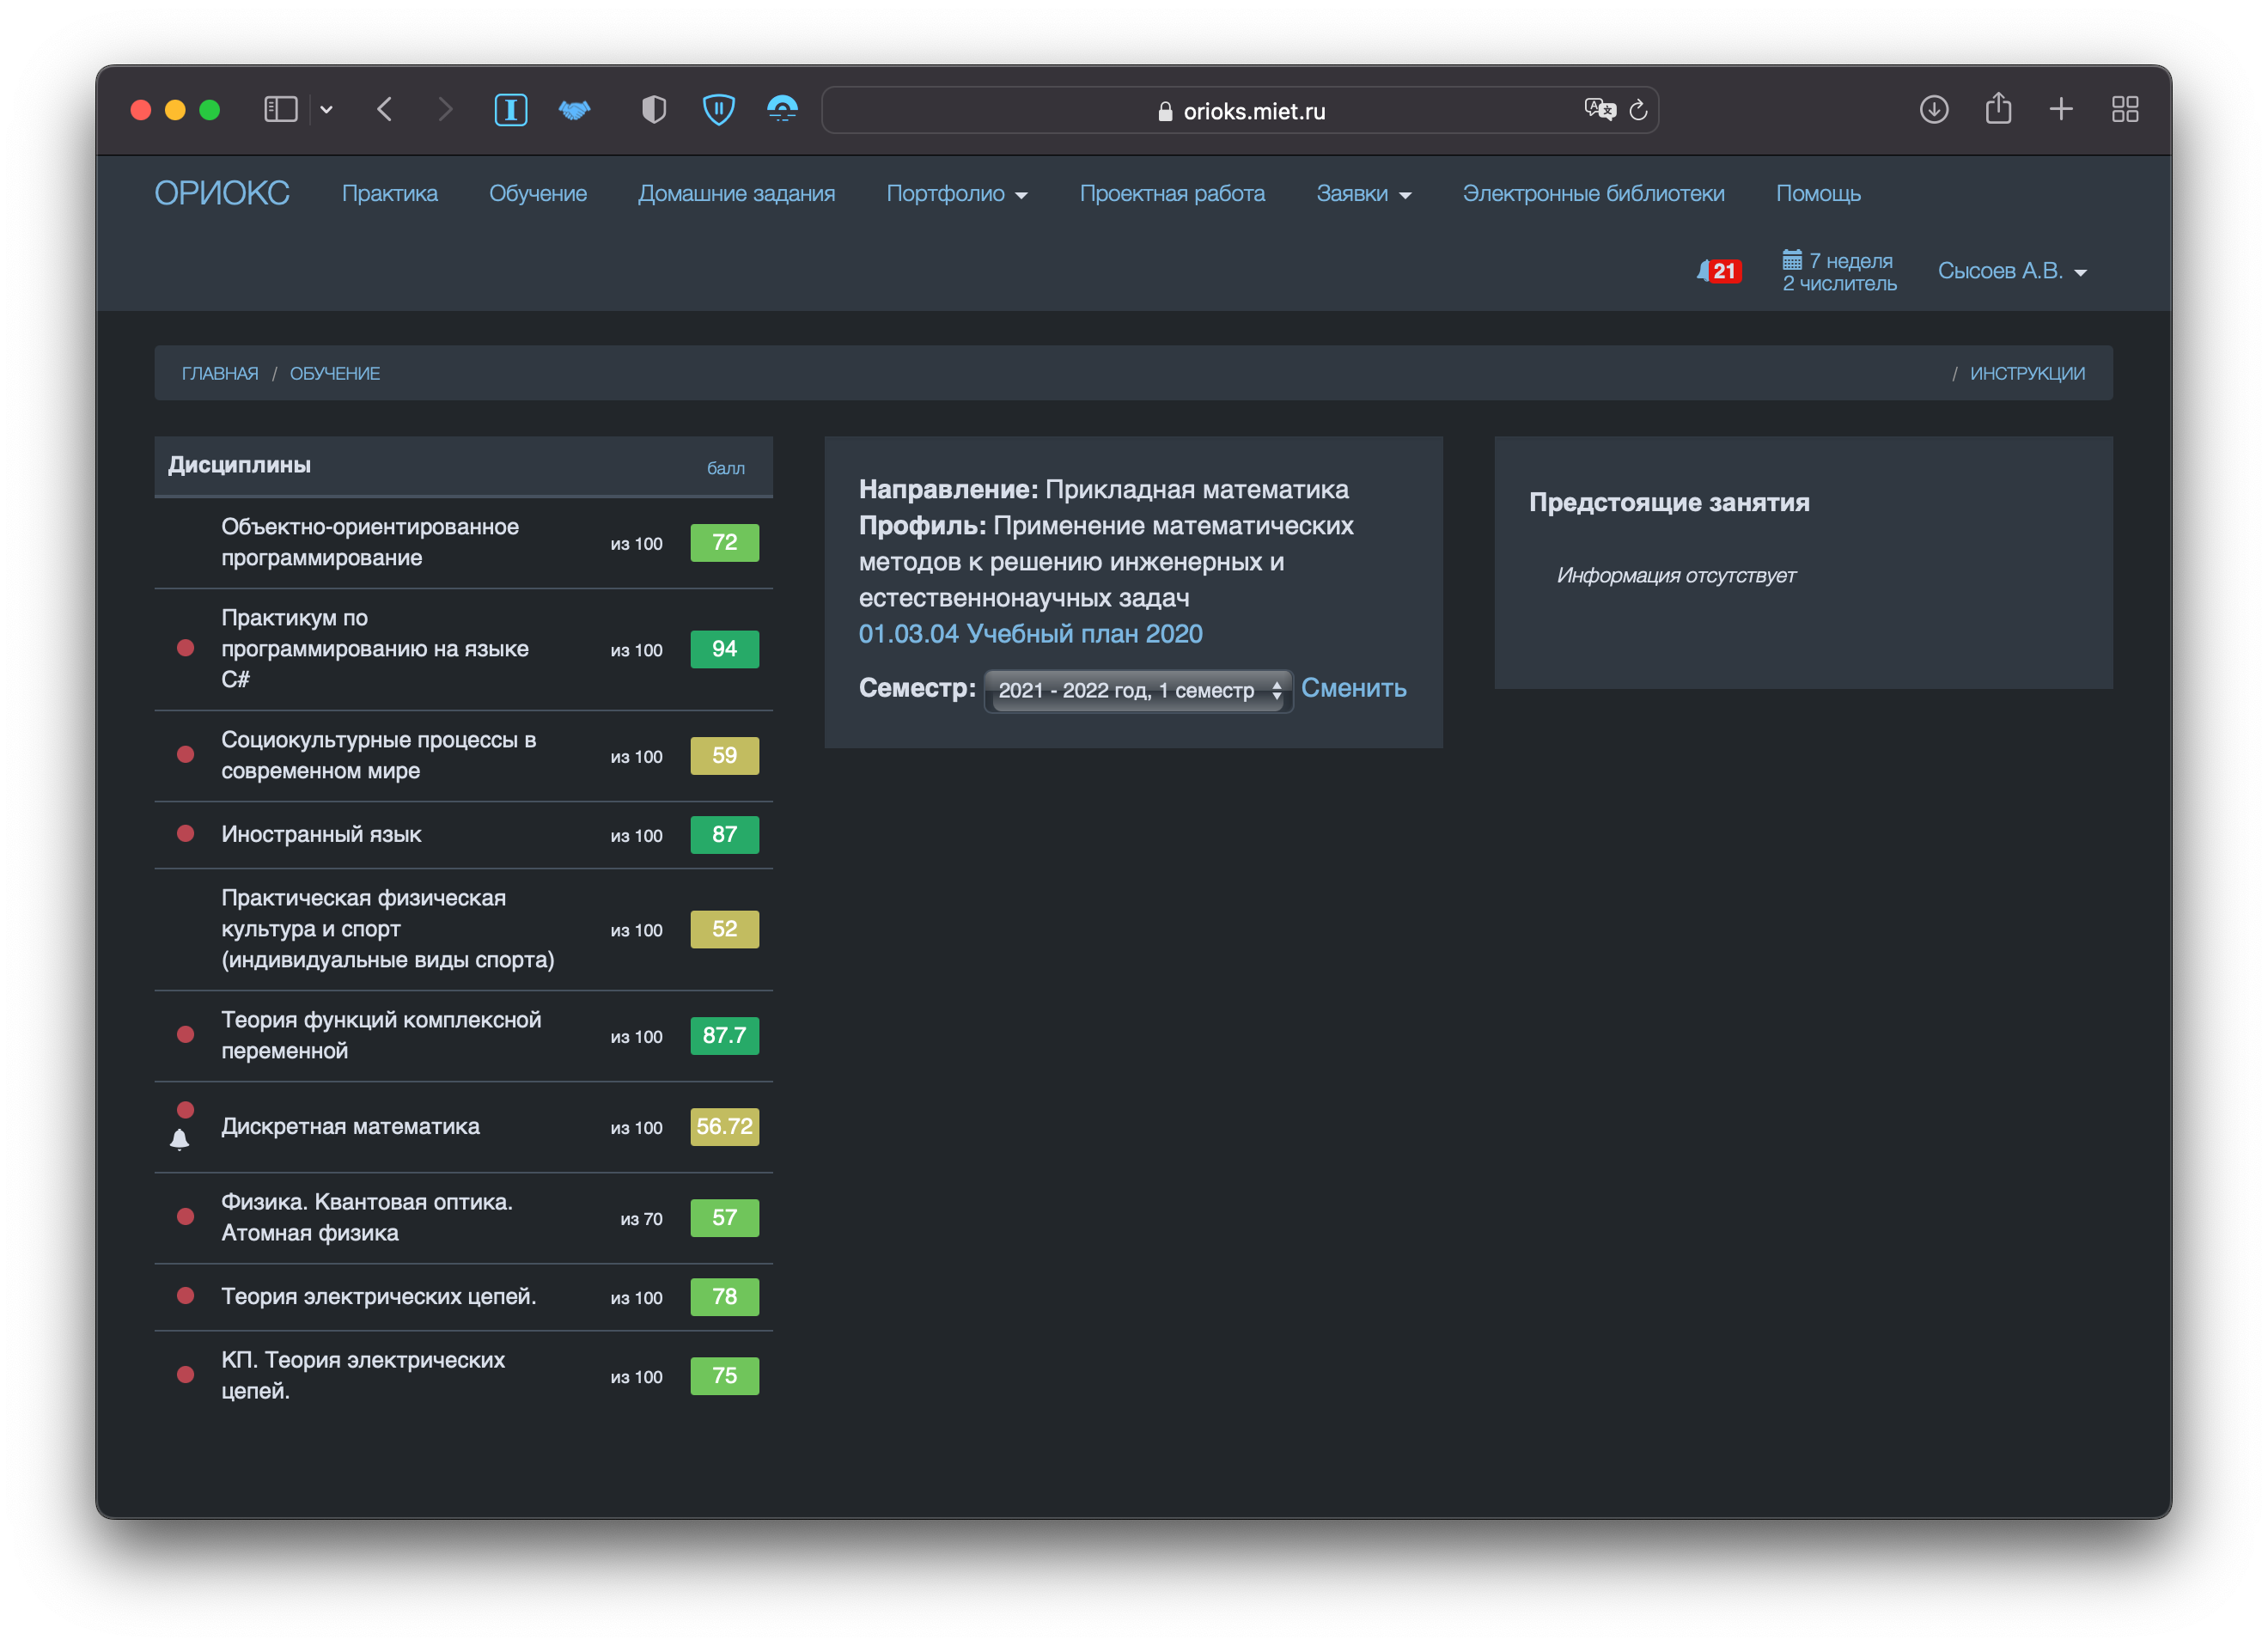 orioks.miet.ru
ОРИОКС Практика Обучение Домашние задания Портфолио Проектная работа Заявки Электронные библиотеки Помощь
21
7 неделя
2 числитель
Сысоев А.В.
ГЛАВНАЯ / ОБУЧЕНИЕ
/ ИНСТРУКЦИИ
Дисциплины балл
Объектно-ориентированное
программирование
из 100 72
Практикум по
программированию на языке
C#
из 100 94
Социокультурные процессы в
современном мире
из 100 59
Иностранный язык из 100 87
Практическая физическая
культура и спорт
(индивидуальные виды спорта)
из 100 52
Теория функций комплексной
переменной
из 100 87.7
Дискретная математика из 100 56.72
Физика. Квантовая оптика.
Атомная физика
из 70 57
Теория электрических цепей. из 100 78
КП. Теория электрических
цепей.
из 100 75
Направление: Прикладная математика
Профиль: Применение математических
методов к решению инженерных и
естественнонаучных задач
01.03.04 Учебный план 2020
Семестр: 2021 - 2022 год, 1 семестр Сменить
Предстоящие занятия
Информация отсутствует